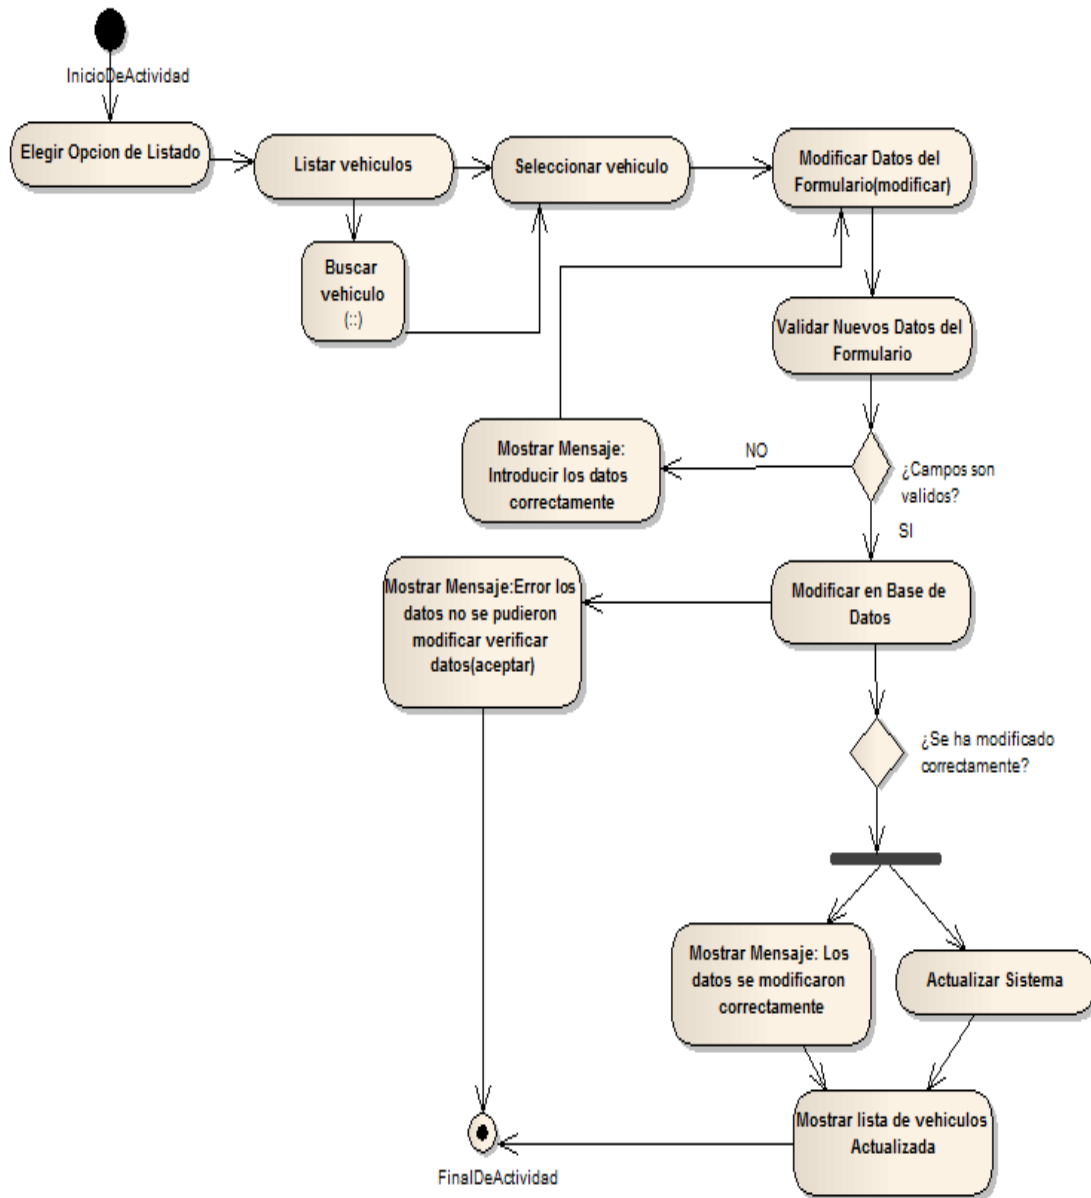 InicioDeActividad
Elegir Opcion de Listado
Listar vehiculos
Seleccionar vehiculo
Modificar Datos del
Formulario(modificar)
Buscar
vehiculo
(::)
Validar Nuevos Datos del
Formulario
Mostrar Mensaje:
Introducir los datos
correctamente
NO
¿Campos son
validos?
SI
Mostrar Mensaje:Error los
datos no se pudieron
modificar verificar
datos(aceptar)
Modificar en Base de
Datos
¿Se ha modificado
correctamente?
Mostrar Mensaje: Los
datos se modificaron
correctamente
Actualizar Sistema
Mostrar lista de vehiculos
Actualizada
FinalDeActividad